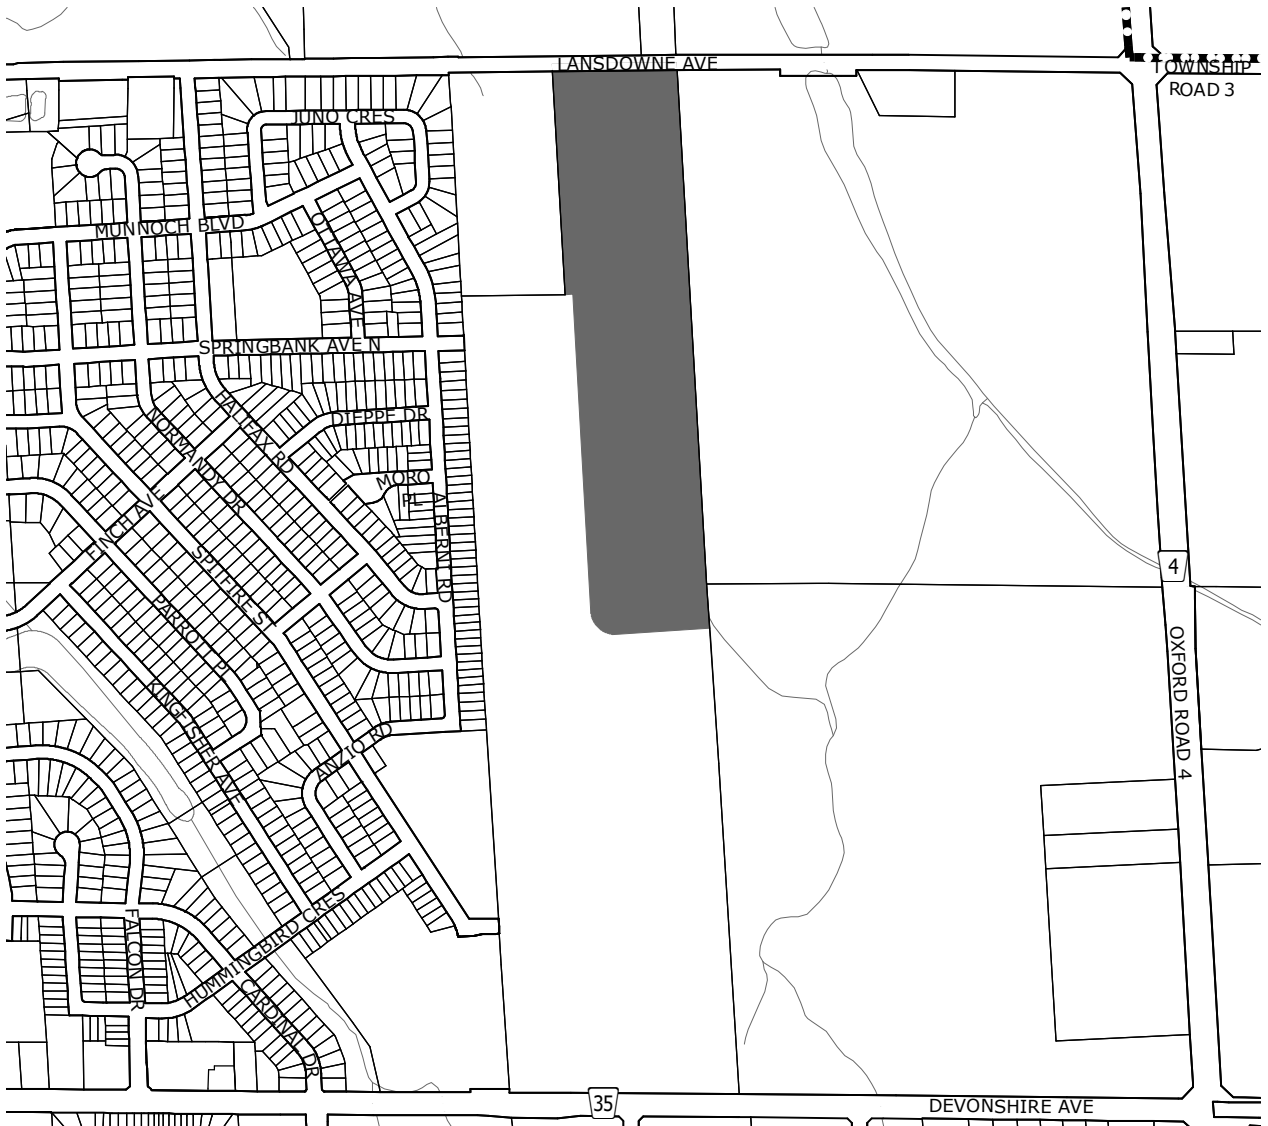 LANSDOWNE AVE
TOWNSHIP
ROAD 3
JUNO CRES
MUNNOCH BLVD
OTTAWA AVE
SPRINGBANK AVE N
HALIFAX RD
DIEPPE DR
NORMANDY DR
MORO
PL
ALBERNI RD
FINCH AVE
SPITFIRE ST
4
PARROT P
OXFORD ROAD 4
KINGFISHER AVE
ANZIO RD
FALCON DR
HUMMINGBIRD CRES
CARDINAL DR
35
DEVONSHIRE AVE